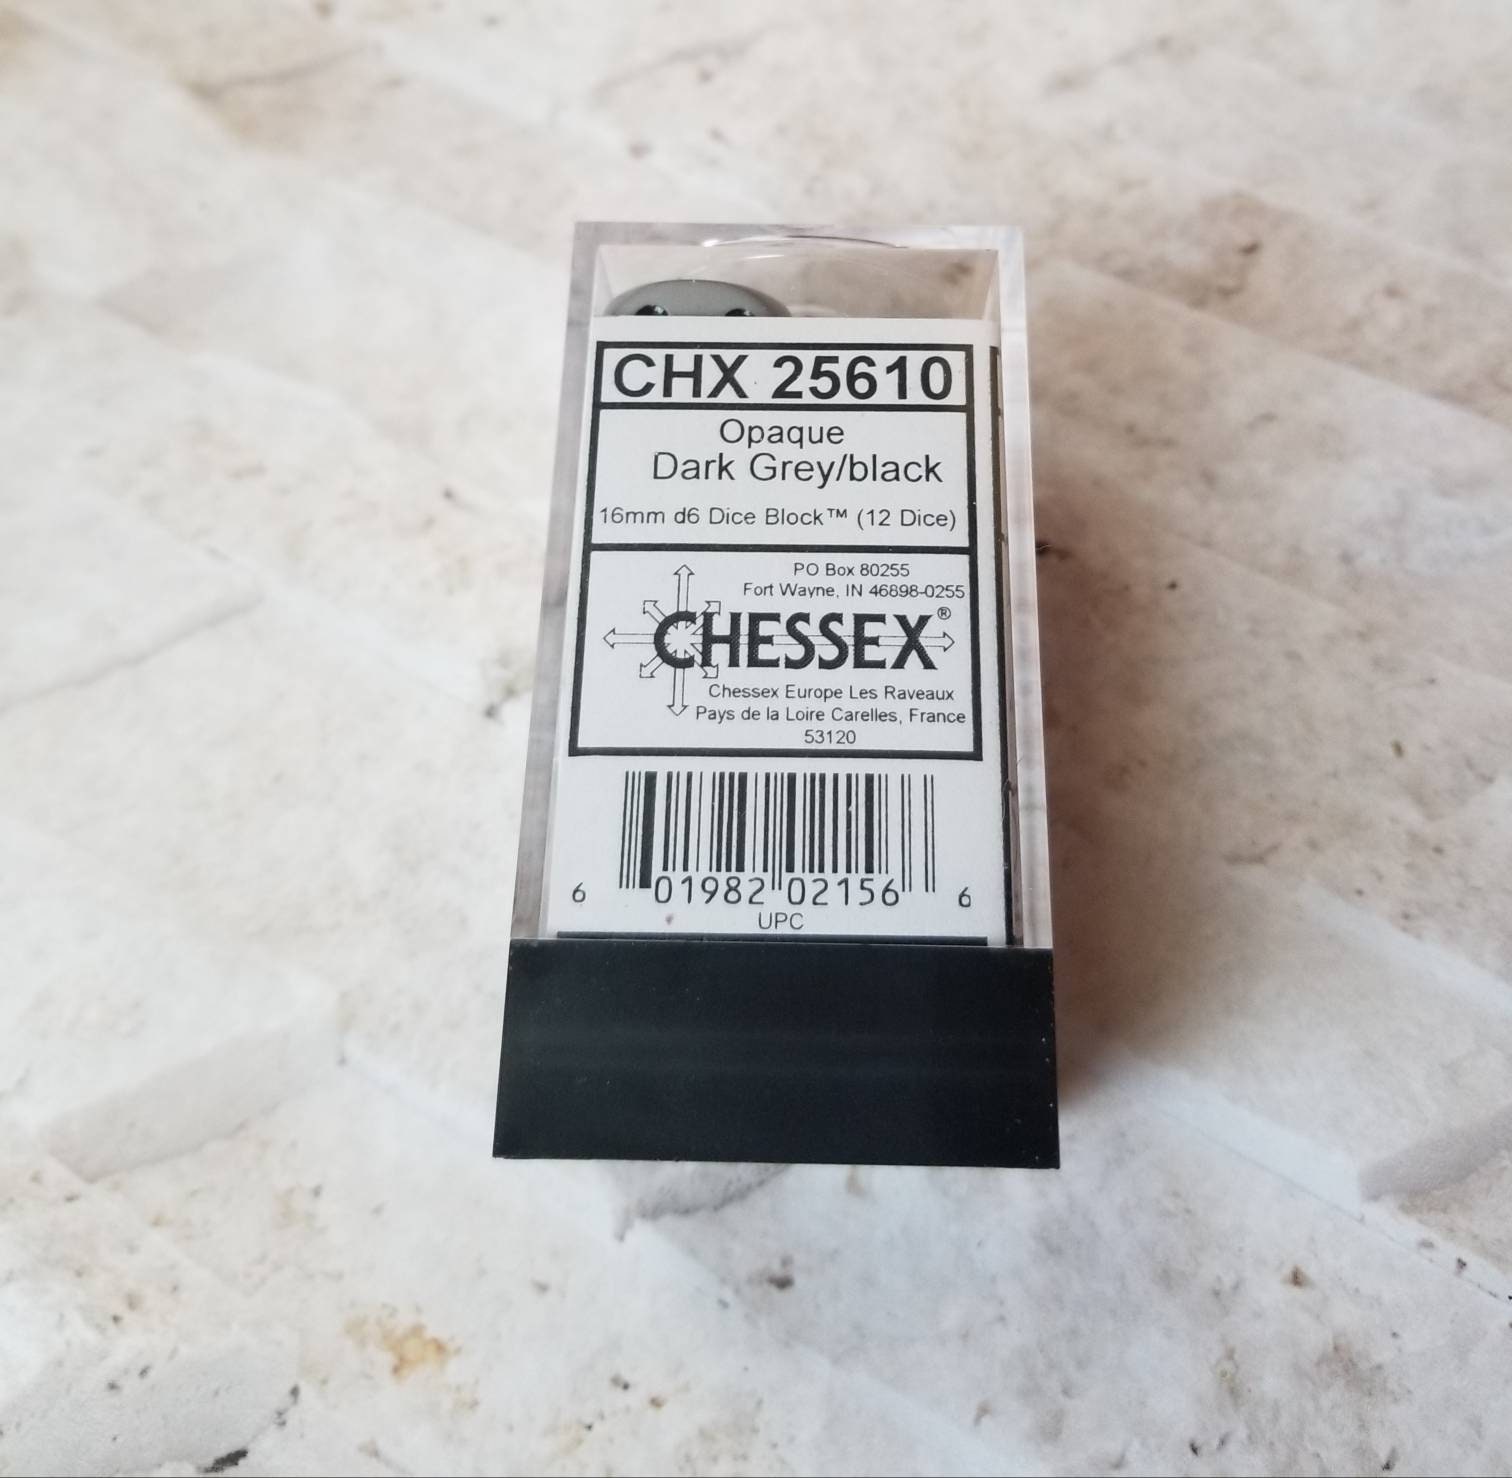 CHX 25610
Opaque
Dark Grey/black
16mm d6 Dice Block™ (12 Dice)
PO Box 80255
Fort Wayne, IN 46898-0255
CHESSEX®
Chessex Europe Les Raveaux
Pays de la Loire Carelles, France
53120
6 01982 02156 6
UPC